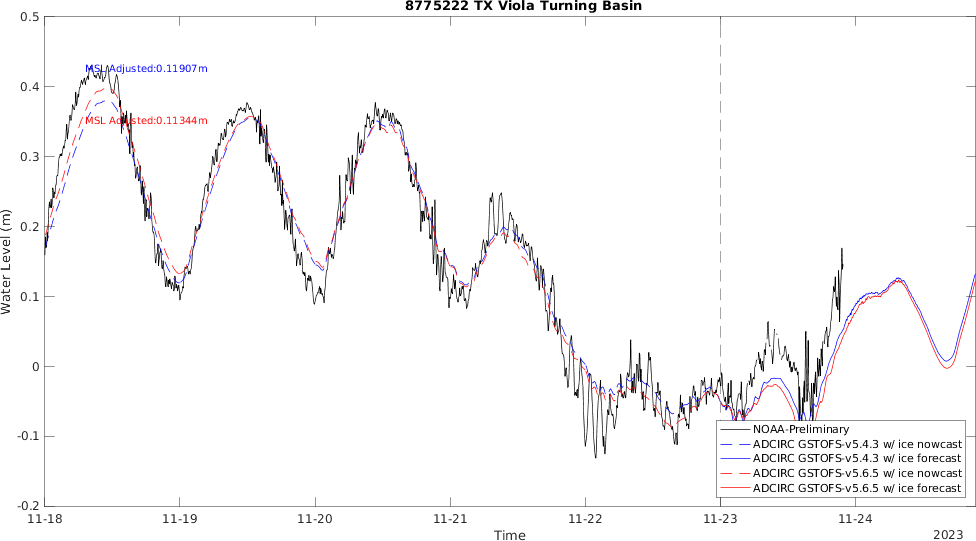 8775222 TX Viola Turning Basin
0.5
0.4
0.3
0.2
0.1
0
-0.1
-0.2
Water Level (m)
MSL Adjusted:0.11907m
MSL Adjusted:0.11344m
NOAA-Preliminary
ADCIRC GSTOFS-v5.4.3 w/ ice nowcast
ADCIRC GSTOFS-v5.4.3 w/ ice forecast
ADCIRC GSTOFS-v5.6.5 w/ ice nowcast
ADCIRC GSTOFS-v5.6.5 w/ ice forecast
11-18 11-19 11-20 11-21 11-22 11-23 11-24
Time
2023